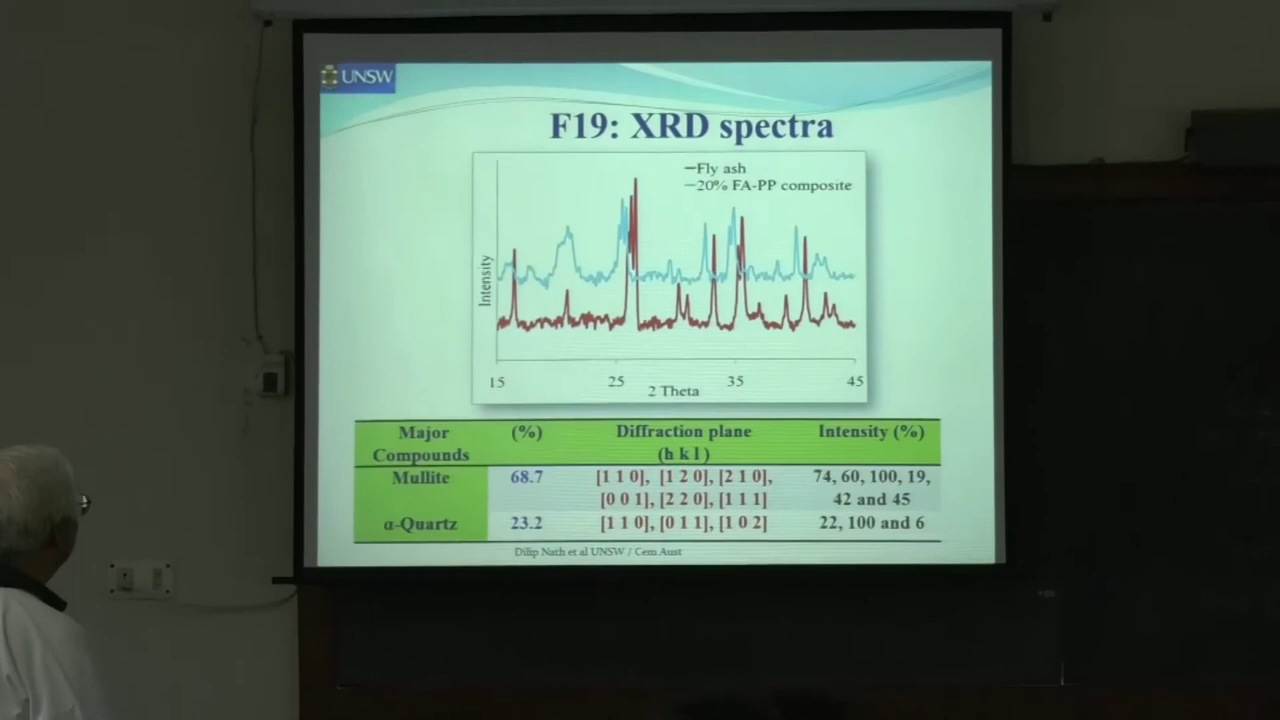 UNSW
F19: XRD spectra
Fly ash
20% FA-PP composite
Intensity
15 25 35 45
2 Theta
Major Compounds (%) Diffraction plane (h k l) Intensity (%)
Mullite 68.7 [1 1 0], [1 2 0], [2 1 0], 74, 60, 100, 19,
[0 0 1], [2 2 0], [1 1 1] 42 and 45
α-Quartz 23.2 [1 1 0], [0 1 1], [1 0 2] 22, 100 and 6
Dilip Nath et al UNSW / Cem Aust